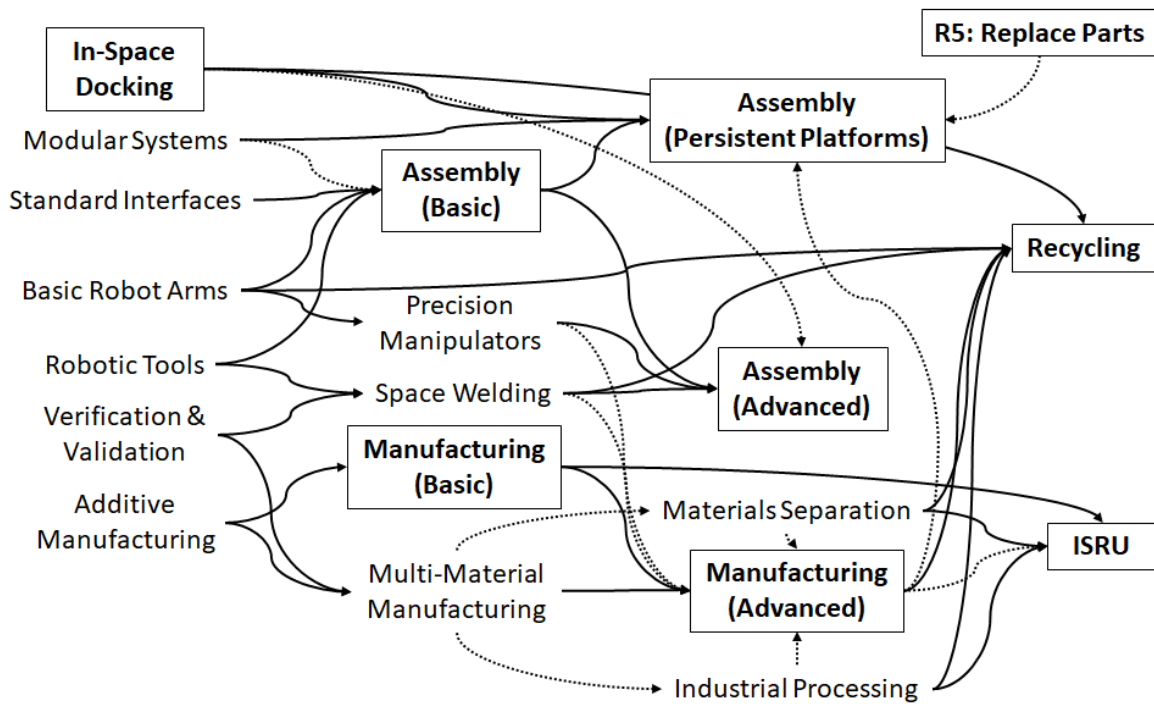 In-Space
Docking
R5: Replace Parts
Modular Systems
Assembly
(Persistent Platforms)
Standard Interfaces
Assembly
(Basic)
Recycling
Basic Robot Arms
Precision
Manipulators
Robotic Tools
Space Welding
Assembly
(Advanced)
Verification &
Validation
Manufacturing
(Basic)
Additive
Manufacturing
Materials Separation
ISRU
Multi-Material
Manufacturing
Manufacturing
(Advanced)
Industrial Processing